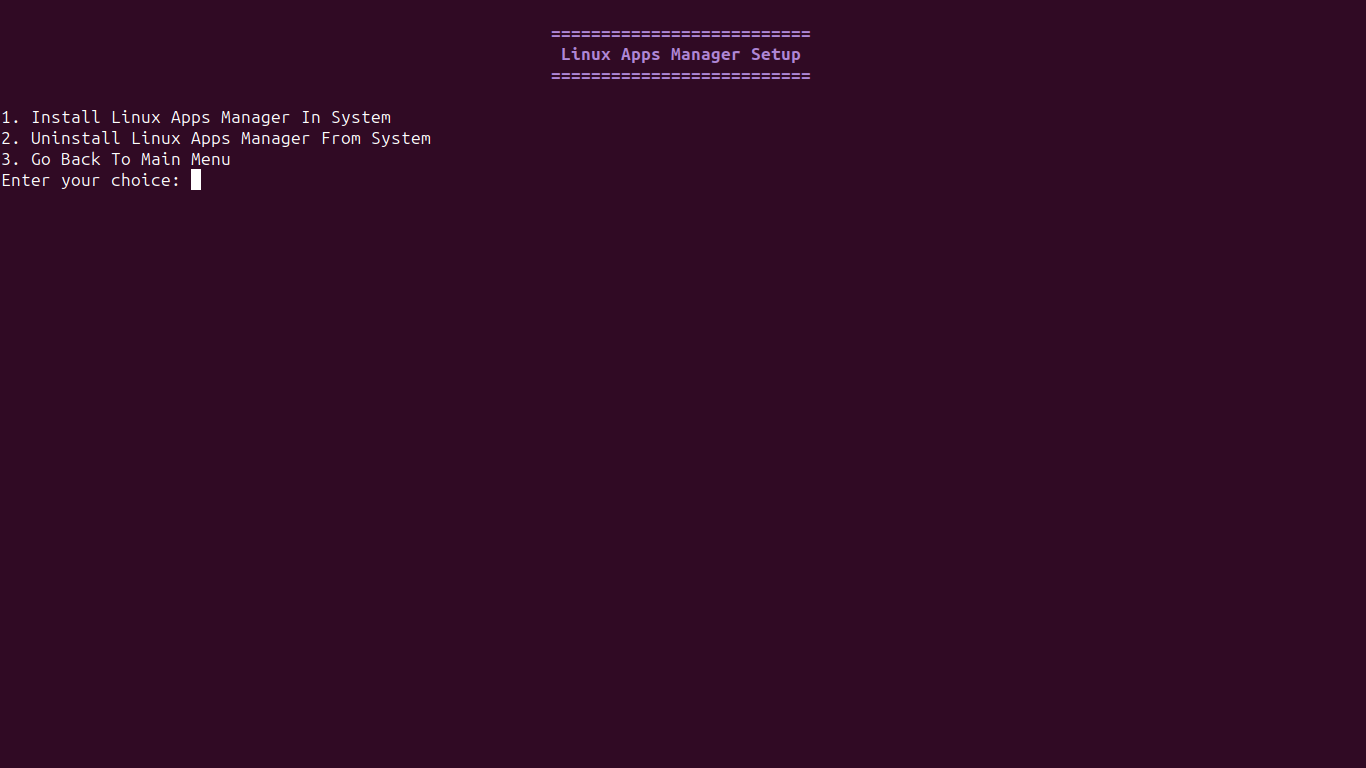 ==========================
Linux Apps Manager Setup
==========================
1. Install Linux Apps Manager In System
2. Uninstall Linux Apps Manager From System
3. Go Back To Main Menu
Enter your choice: